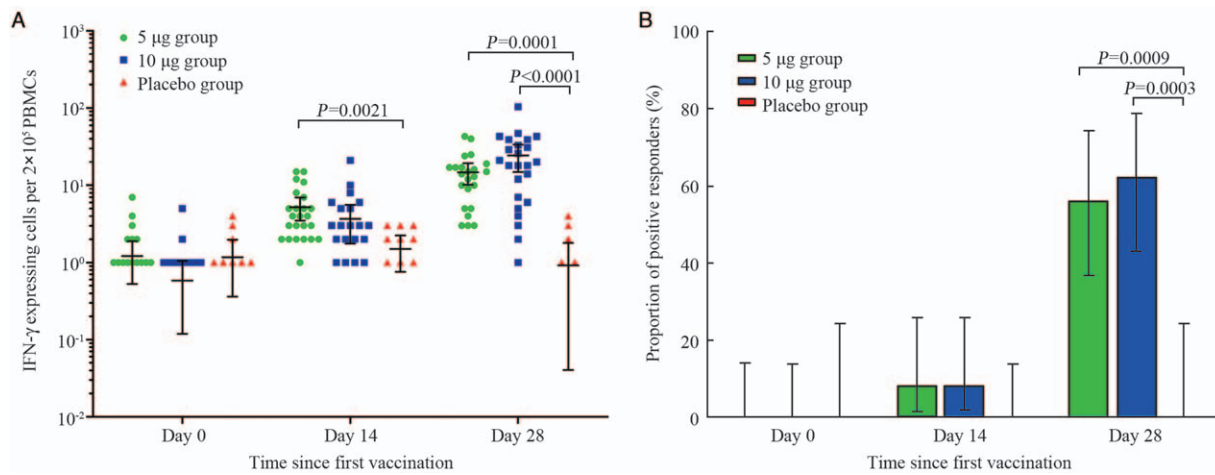 A
IFN-γ expressing cells per 2×10⁵ PBMCs
10³
10²
10¹
10⁰
10⁻¹
10⁻²
5 μg group
10 μg group
Placebo group
P=0.0021
P=0.0001
P<0.0001
Day 0
Day 14
Day 28
Time since first vaccination
B
Proportion of positive responders (%)
100
80
60
40
20
0
5 μg group
10 μg group
Placebo group
P=0.0009
P=0.0003
Day 0
Day 14
Day 28
Time since first vaccination